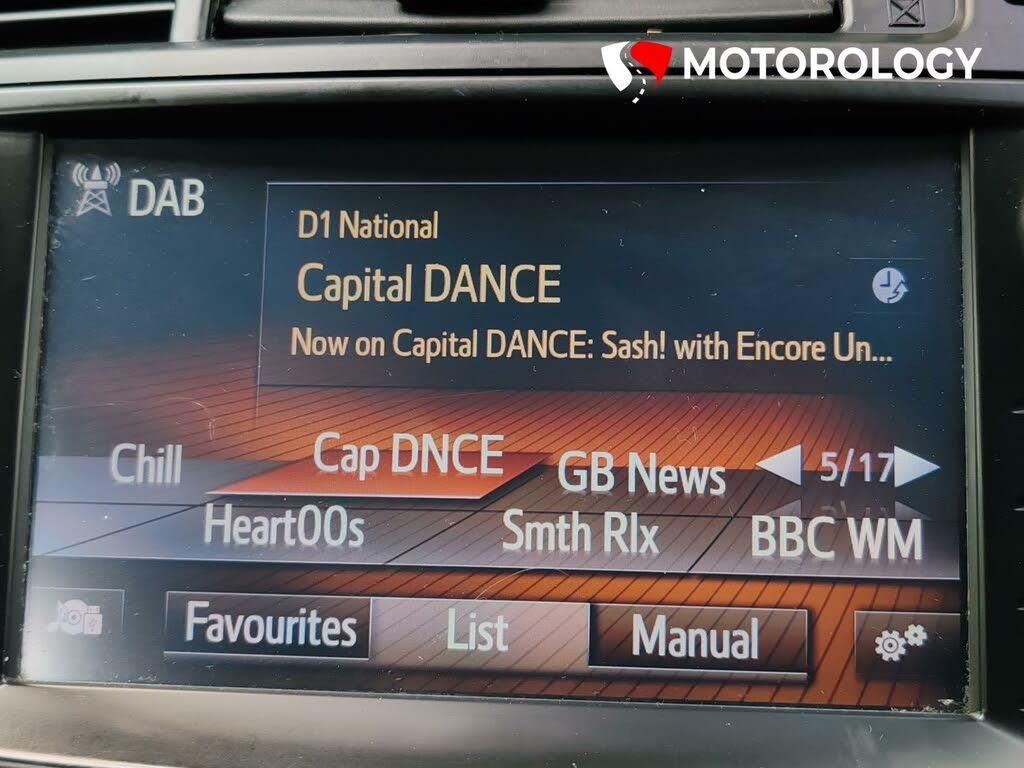 MOTOROLOGY
DAB
D1 National
Capital DANCE
Now on Capital DANCE: Sash! with Encore Un...
Chill Cap DNCE GB News 5/17
Heart00s Smth Rlx BBC WM
Favourites List Manual